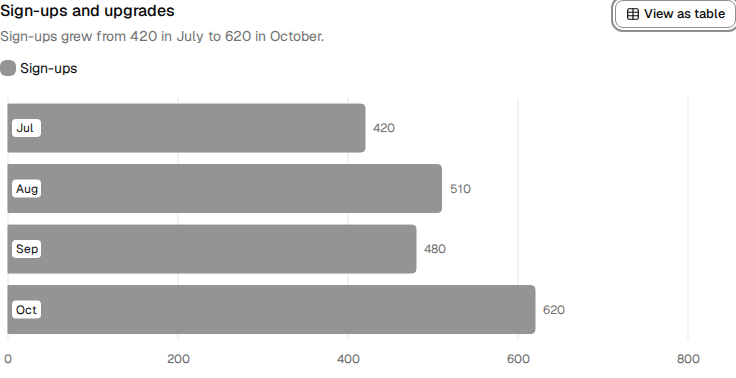 Sign-ups and upgrades
View as table
Sign-ups grew from 420 in July to 620 in October.
Sign-ups
Jul 420
Aug 510
Sep 480
Oct 620
0 200 400 600 800